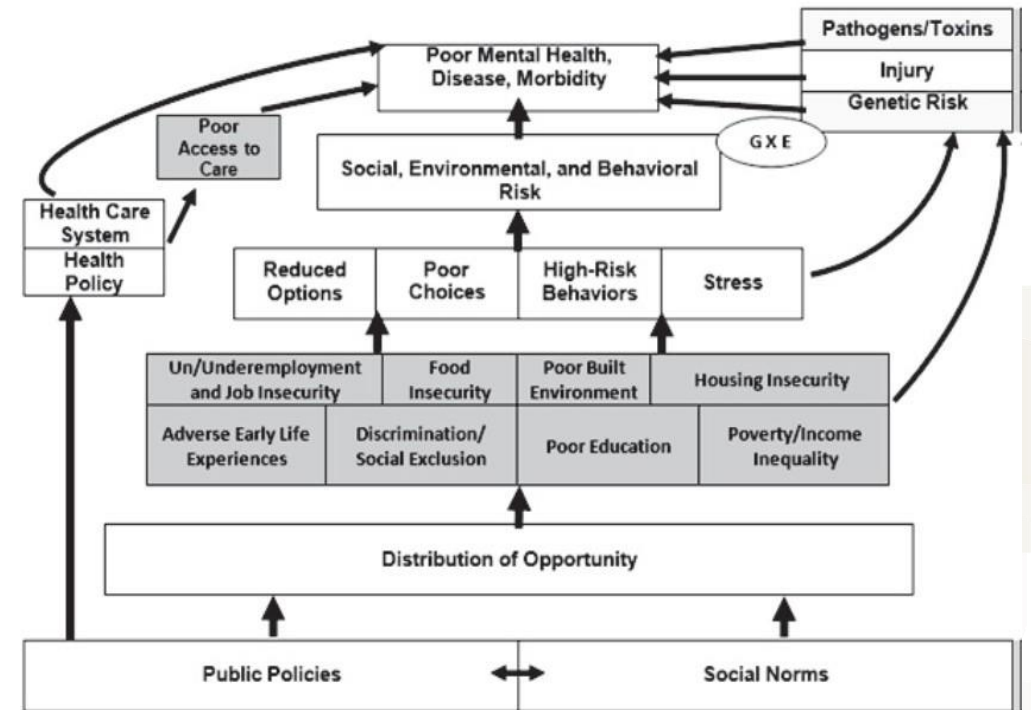 Pathogens/Toxins
Injury
Genetic Risk
Poor Mental Health,
Disease, Morbidity
G X E
Poor
Access to
Care
Social, Environmental, and Behavioral
Risk
Health Care
System
Health
Policy
Reduced
Options
Poor
Choices
High-Risk
Behaviors
Stress
Un/Underemployment
and Job Insecurity
Food
Insecurity
Poor Built
Environment
Housing Insecurity
Adverse Early Life
Experiences
Discrimination/
Social Exclusion
Poor Education
Poverty/Income
Inequality
Distribution of Opportunity
Public Policies
Social Norms